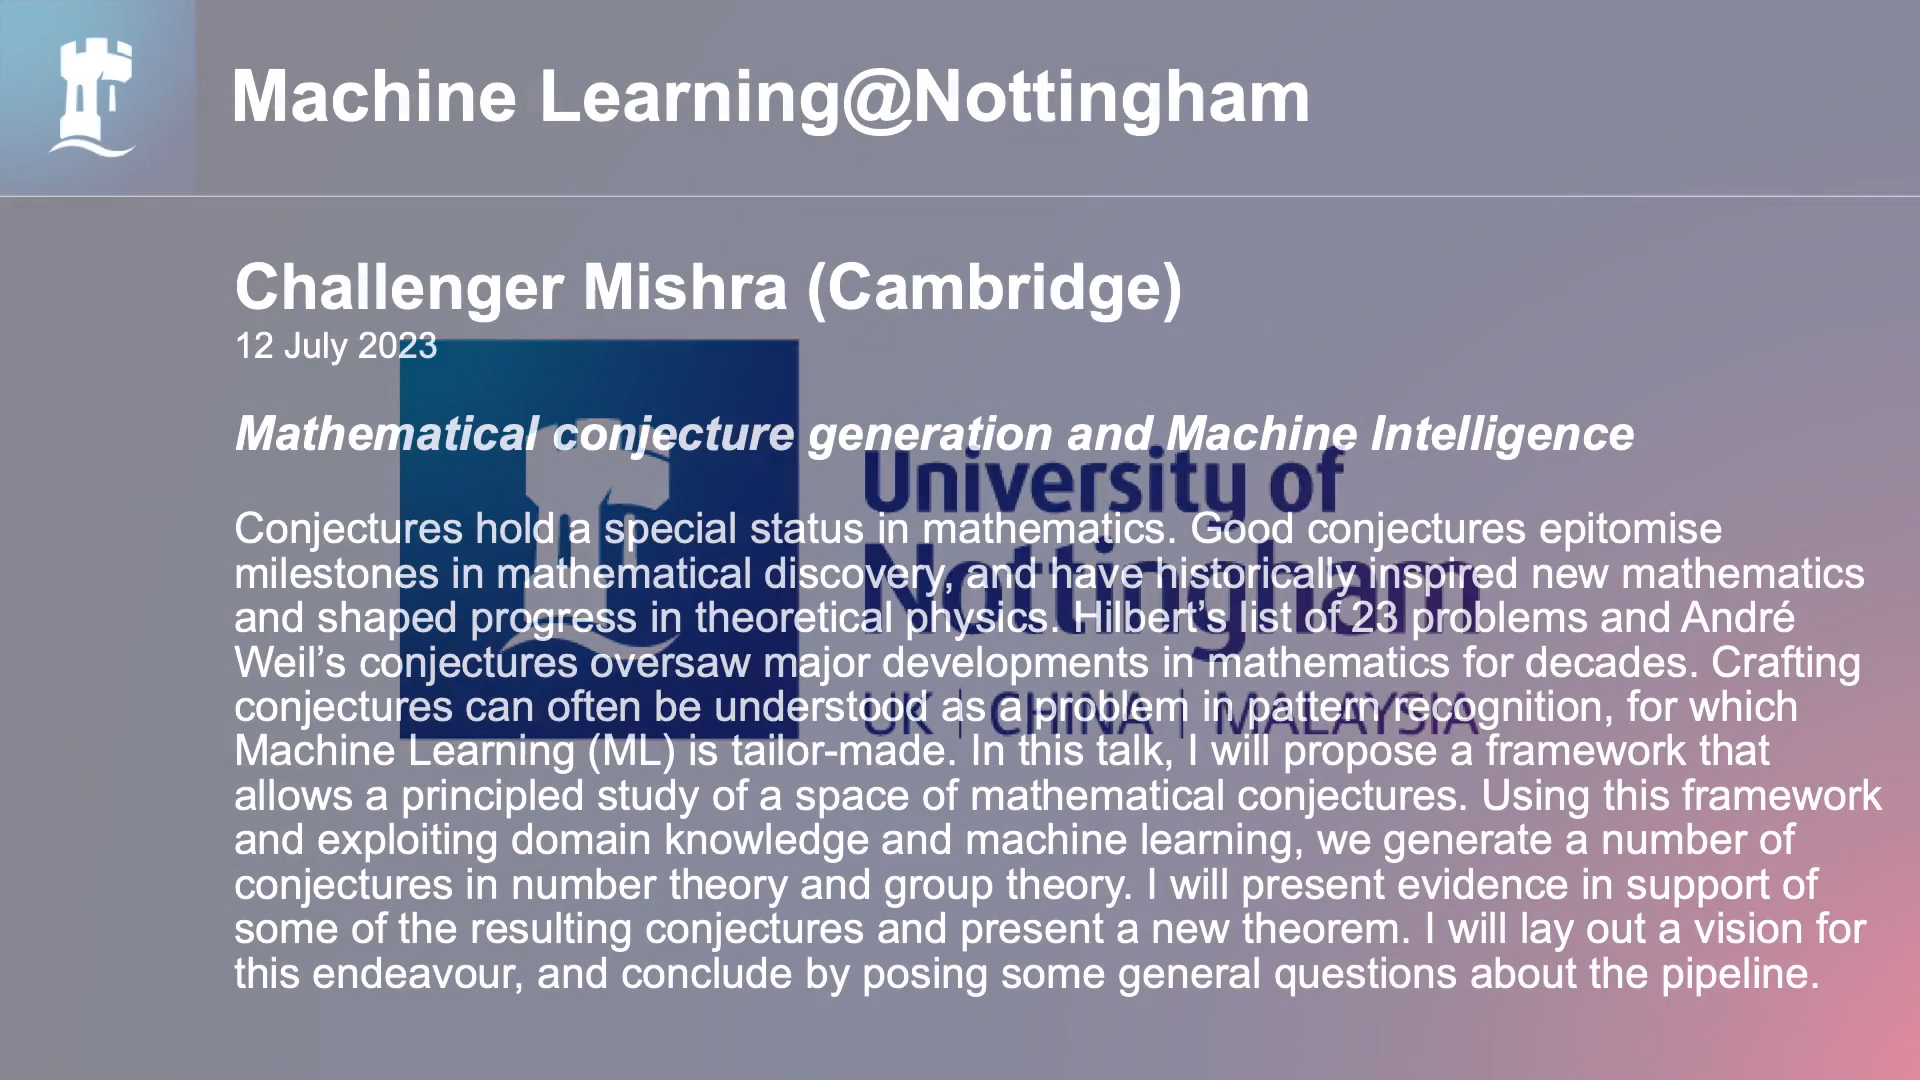 Machine Learning@Nottingham
Challenger Mishra (Cambridge)
12 July 2023
Mathematical conjecture generation and Machine Intelligence
Conjectures hold a special status in mathematics. Good conjectures epitomise
milestones in mathematical discovery, and have historically inspired new mathematics
and shaped progress in theoretical physics. Hilbert’s list of 23 problems and André
Weil’s conjectures oversaw major developments in mathematics for decades. Crafting
conjectures can often be understood as a problem in pattern recognition, for which
Machine Learning (ML) is tailor-made. In this talk, I will propose a framework that
allows a principled study of a space of mathematical conjectures. Using this framework
and exploiting domain knowledge and machine learning, we generate a number of
conjectures in number theory and group theory. I will present evidence in support of
some of the resulting conjectures and present a new theorem. I will lay out a vision for
this endeavour, and conclude by posing some general questions about the pipeline.
University of
Nottingham
UK | CHINA | MALAYSIA